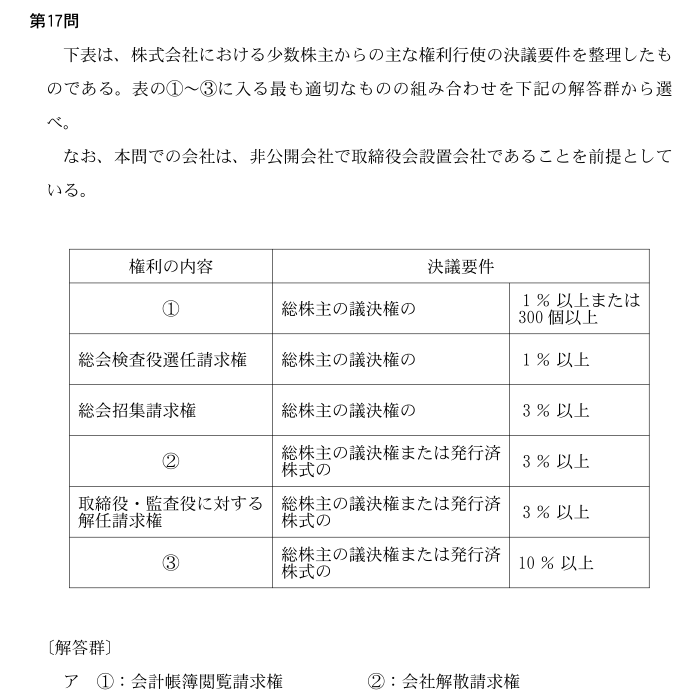 第17問
下表は、株式会社における少数株主からの主な権利行使の決議要件を整理したも
のである。表の①〜③に入る最も適切なものの組み合わせを下記の解答群から選
べ。
なお、本問での会社は、非公開会社で取締役会設置会社であることを前提として
いる。
権利の内容 決議要件
① 総株主の議決権の 1％以上または
300個以上
総会検査役選任請求権 総株主の議決権の 1％以上
総会招集請求権 総株主の議決権の 3％以上
② 総株主の議決権または発行済
株式の 3％以上
取締役・監査役に対する
解任請求権 総株主の議決権または発行済
株式の 3％以上
③ 総株主の議決権または発行済
株式の 10％以上
〔解答群〕
ア ①：会計帳簿閲覧請求権 ②：会社解散請求権